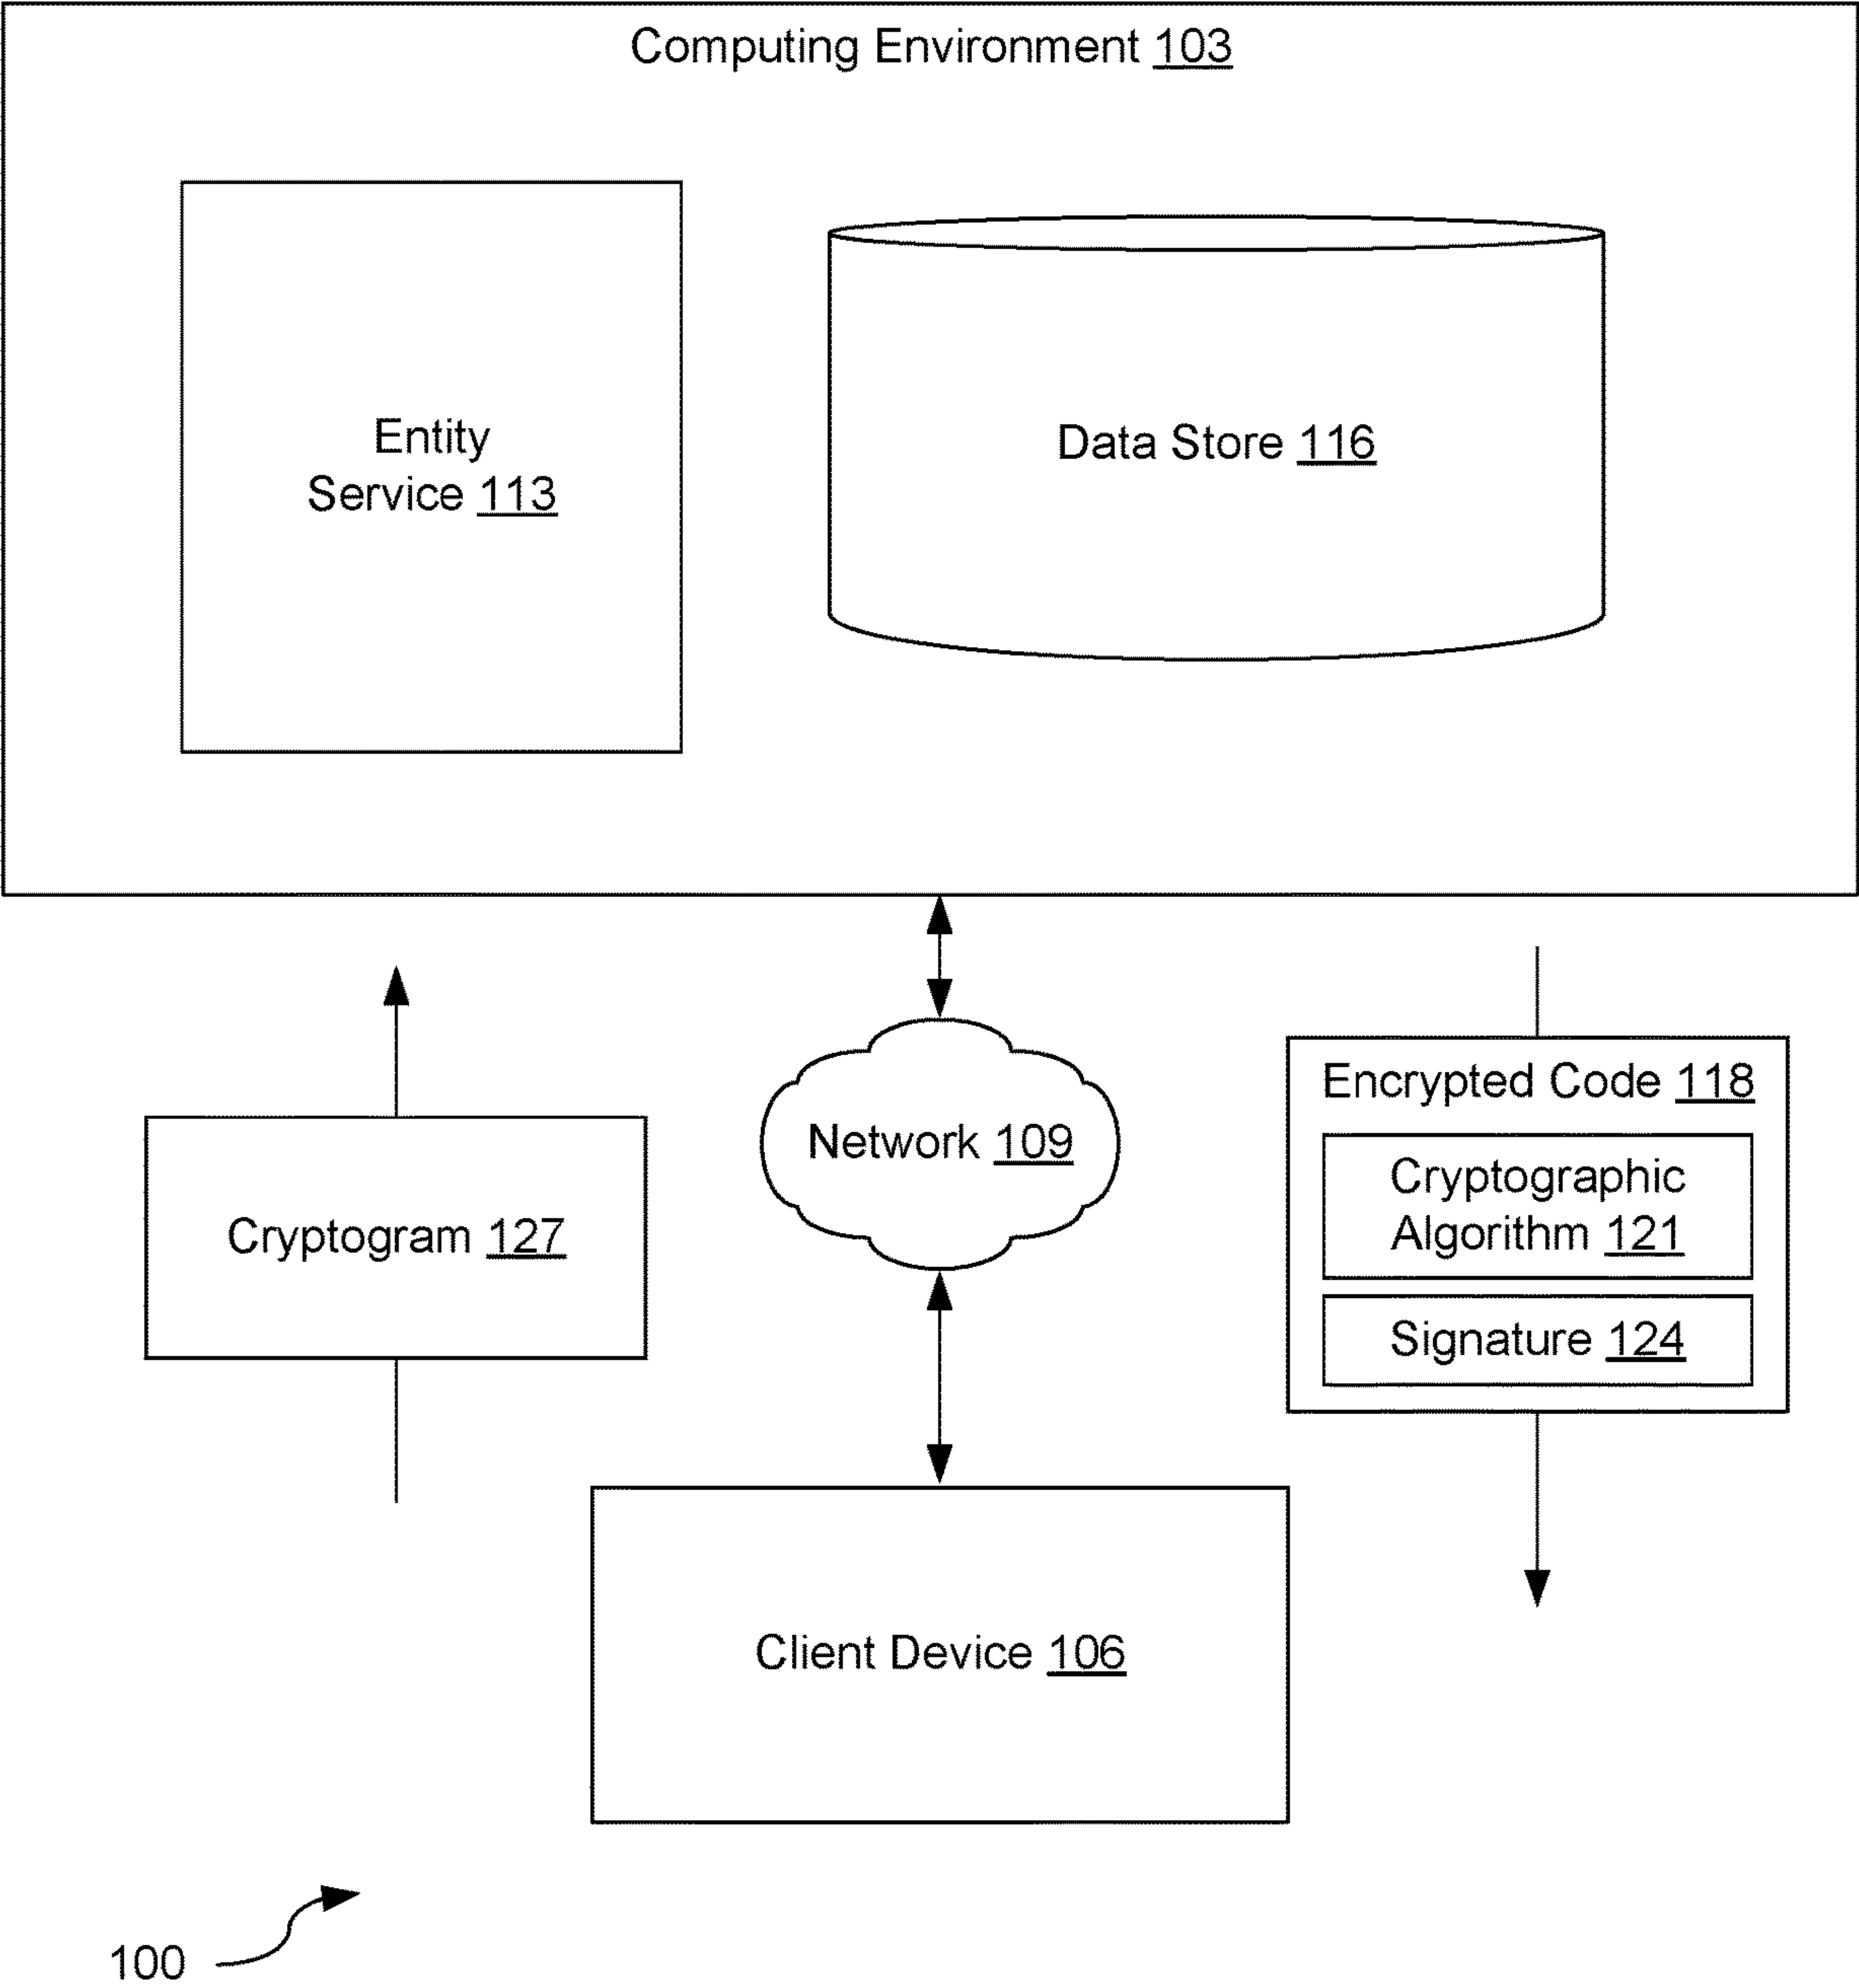 Computing Environment 103
Entity
Service 113
Data Store 116
Cryptogram 127
Network 109
Encrypted Code 118
Cryptographic
Algorithm 121
Signature 124
Client Device 106
100